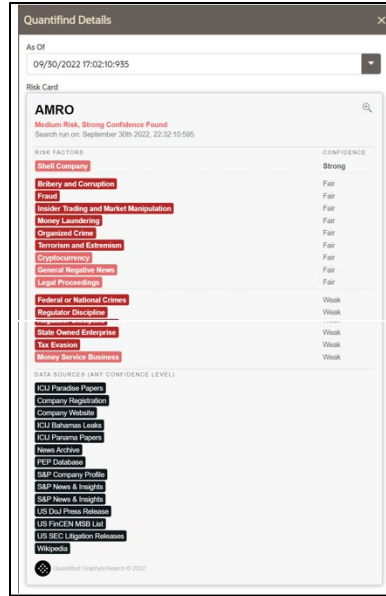 Quantifind Details
×
As Of
09/30/2022 17:02:10:935
Risk Card
AMRO
Medium Risk, Strong Confidence Found
Search run on: September 30th, 2022, 22:32:10:595
RISK FACTORS CONFIDENCE
Shell Company Strong
Bribery and Corruption Fair
Fraud Fair
Insider Trading and Market Manipulation Fair
Money Laundering Fair
Organized Crime Fair
Terrorism and Extremism Fair
Cryptocurrency Fair
General Negative News Fair
Legal Proceedings Fair
Federal or National Crimes Weak
Regulator Discipline Weak
State Owned Enterprise Weak
Tax Evasion Weak
Money Service Business Weak
DATA SOURCES (ANY CONFIDENCE LEVEL)
ICIJ Paradise Papers
Company Registration
Company Website
ICIJ Bahamas Leaks
ICIJ Panama Papers
News Archive
PEP Database
S&P Company Profile
S&P News & Insights
S&P News & Insights
US DoJ Press Release
US FinCEN MSB List
US SEC Litigation Releases
Wikipedia
Quantifind GraphyteSearch © 2022